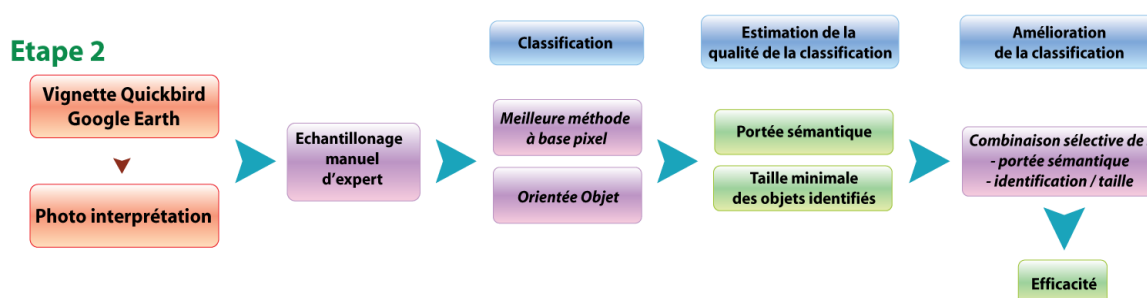 Etape 2
Vignette Quickbird
Google Earth
Photo interprétation
Echantillonage
manuel
d'expert
Classification
Meilleure méthode
à base pixel
Orientée Objet
Estimation de la
qualité de la classification
Portée sémantique
Taille minimale
des objets identifiés
Amélioration
de la classification
Combinaison sélective de
- portée sémantique
- identification / taille
Efficacité